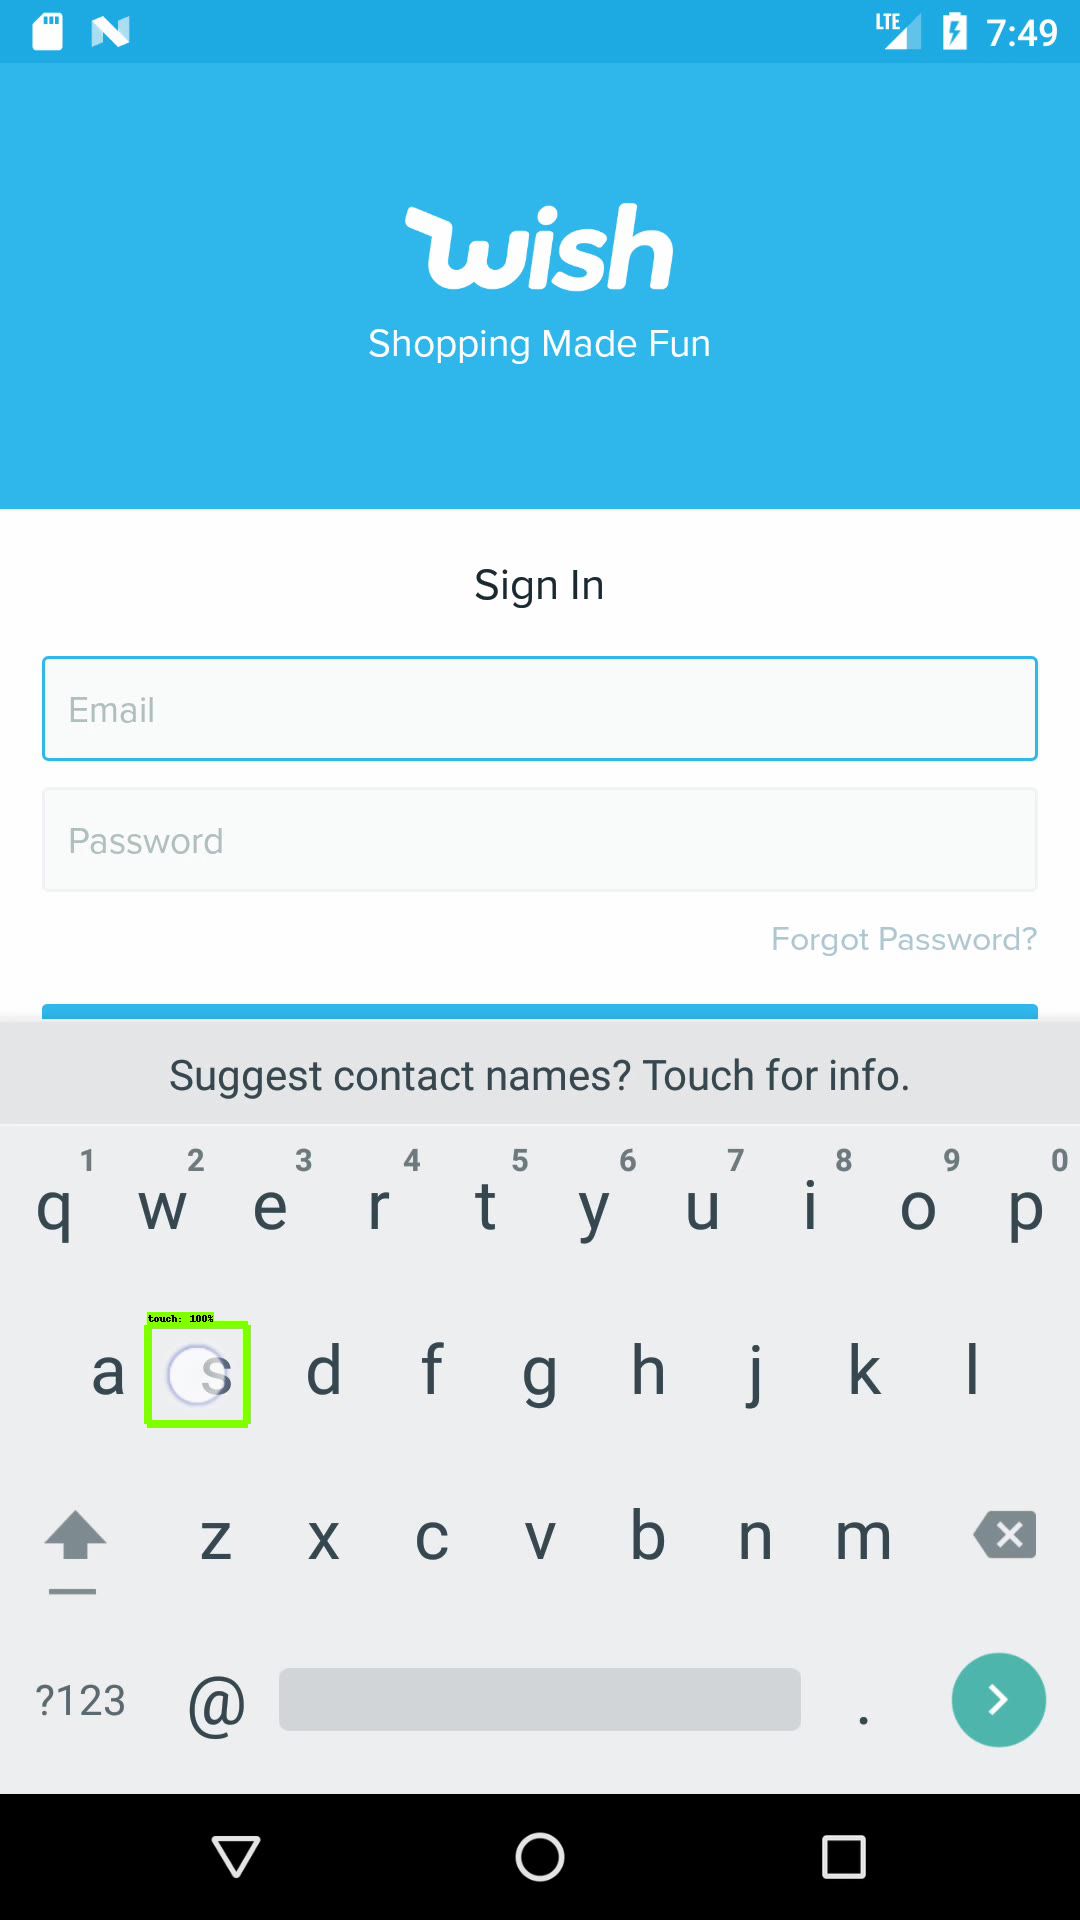 LTE 7:49
wish
Shopping Made Fun
Sign In
Email
Password
Forgot Password?
Suggest contact names? Touch for info.
1 2 3 4 5 6 7 8 9 0
q w e r t y u i o p
touch: 100%
a s d f g h j k l
z x c v b n m
?123 @ .